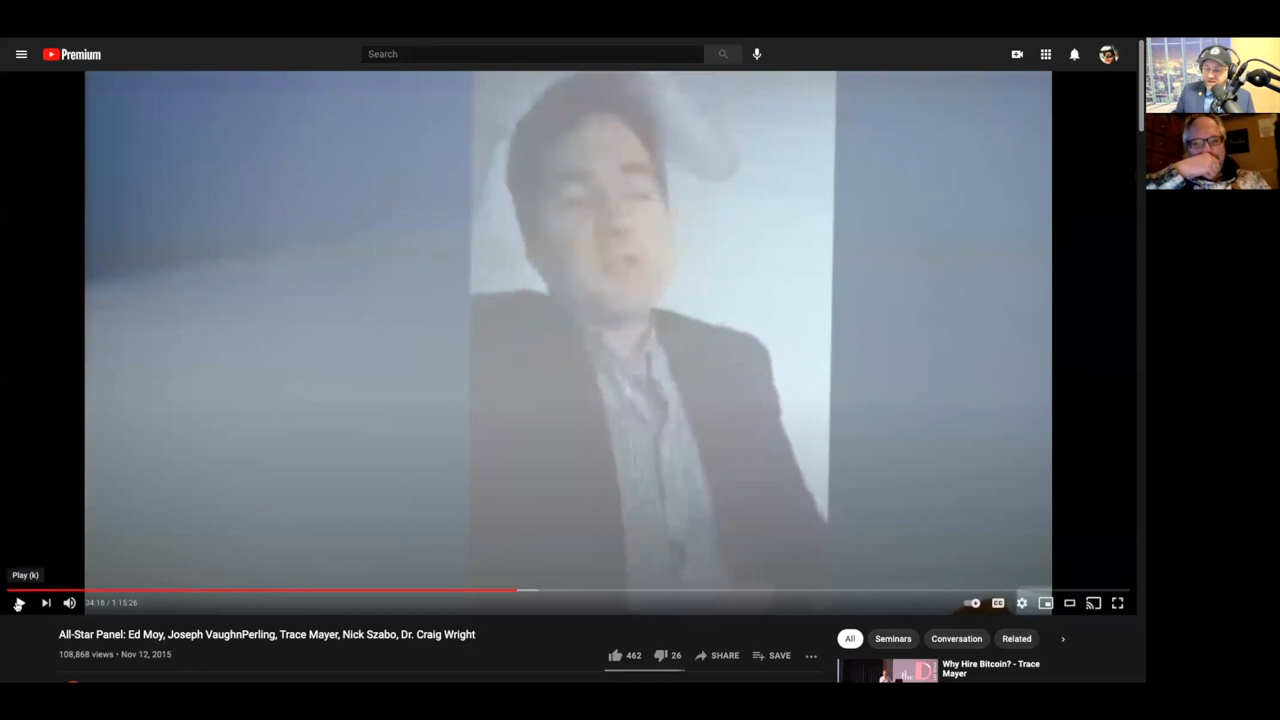 Premium
Search
Play (k)
34:16 / 1:15:26
CC
All-Star Panel: Ed Moy, Joseph VaughnPerling, Trace Mayer, Nick Szabo, Dr. Craig Wright
108,868 views • Nov 12, 2015
462
26
SHARE
SAVE
All
Seminars
Conversation
Related
Why Hire Bitcoin? - Trace
Mayer